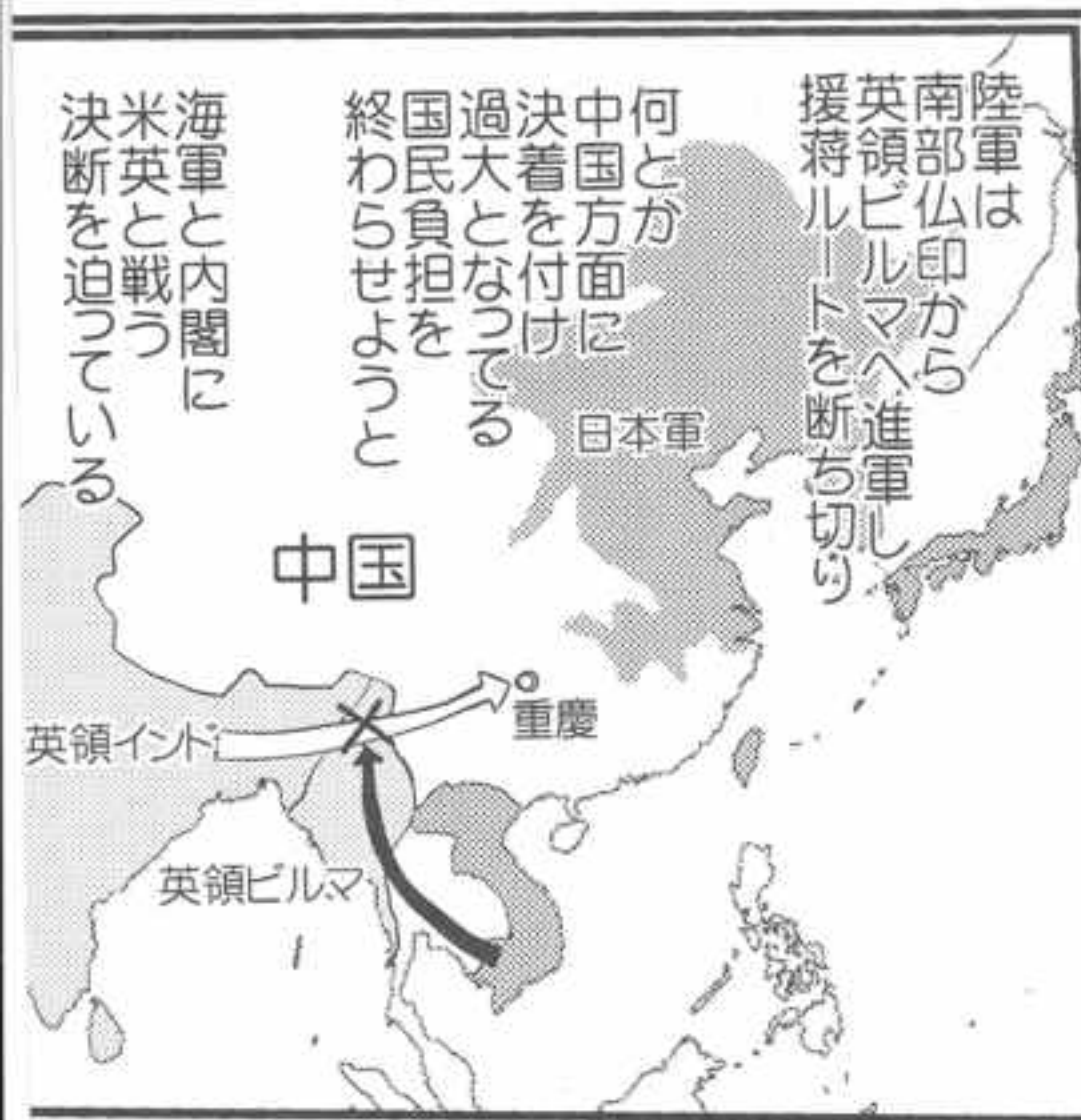 陸軍は
南部仏印から
英領ビルマへ進軍し
援蒋ルートを断ち切り
何とか
中国方面に
決着を付け
過大となってる
国民負担を
終わらせようと
海軍と内閣に
米英と戦う
決断を迫っている
日本軍
中国
重慶
英領インド
英領ビルマ